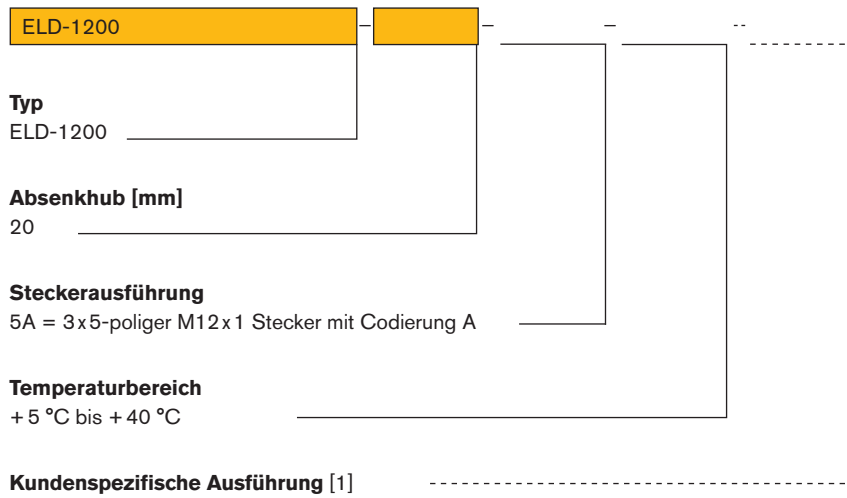 ELD-1200 – – – --
Typ
ELD-1200
Absenkhub [mm]
20
Steckerausführung
5A = 3x5-poliger M12x1 Stecker mit Codierung A
Temperaturbereich
+5 °C bis +40 °C
Kundenspezifische Ausführung [1]